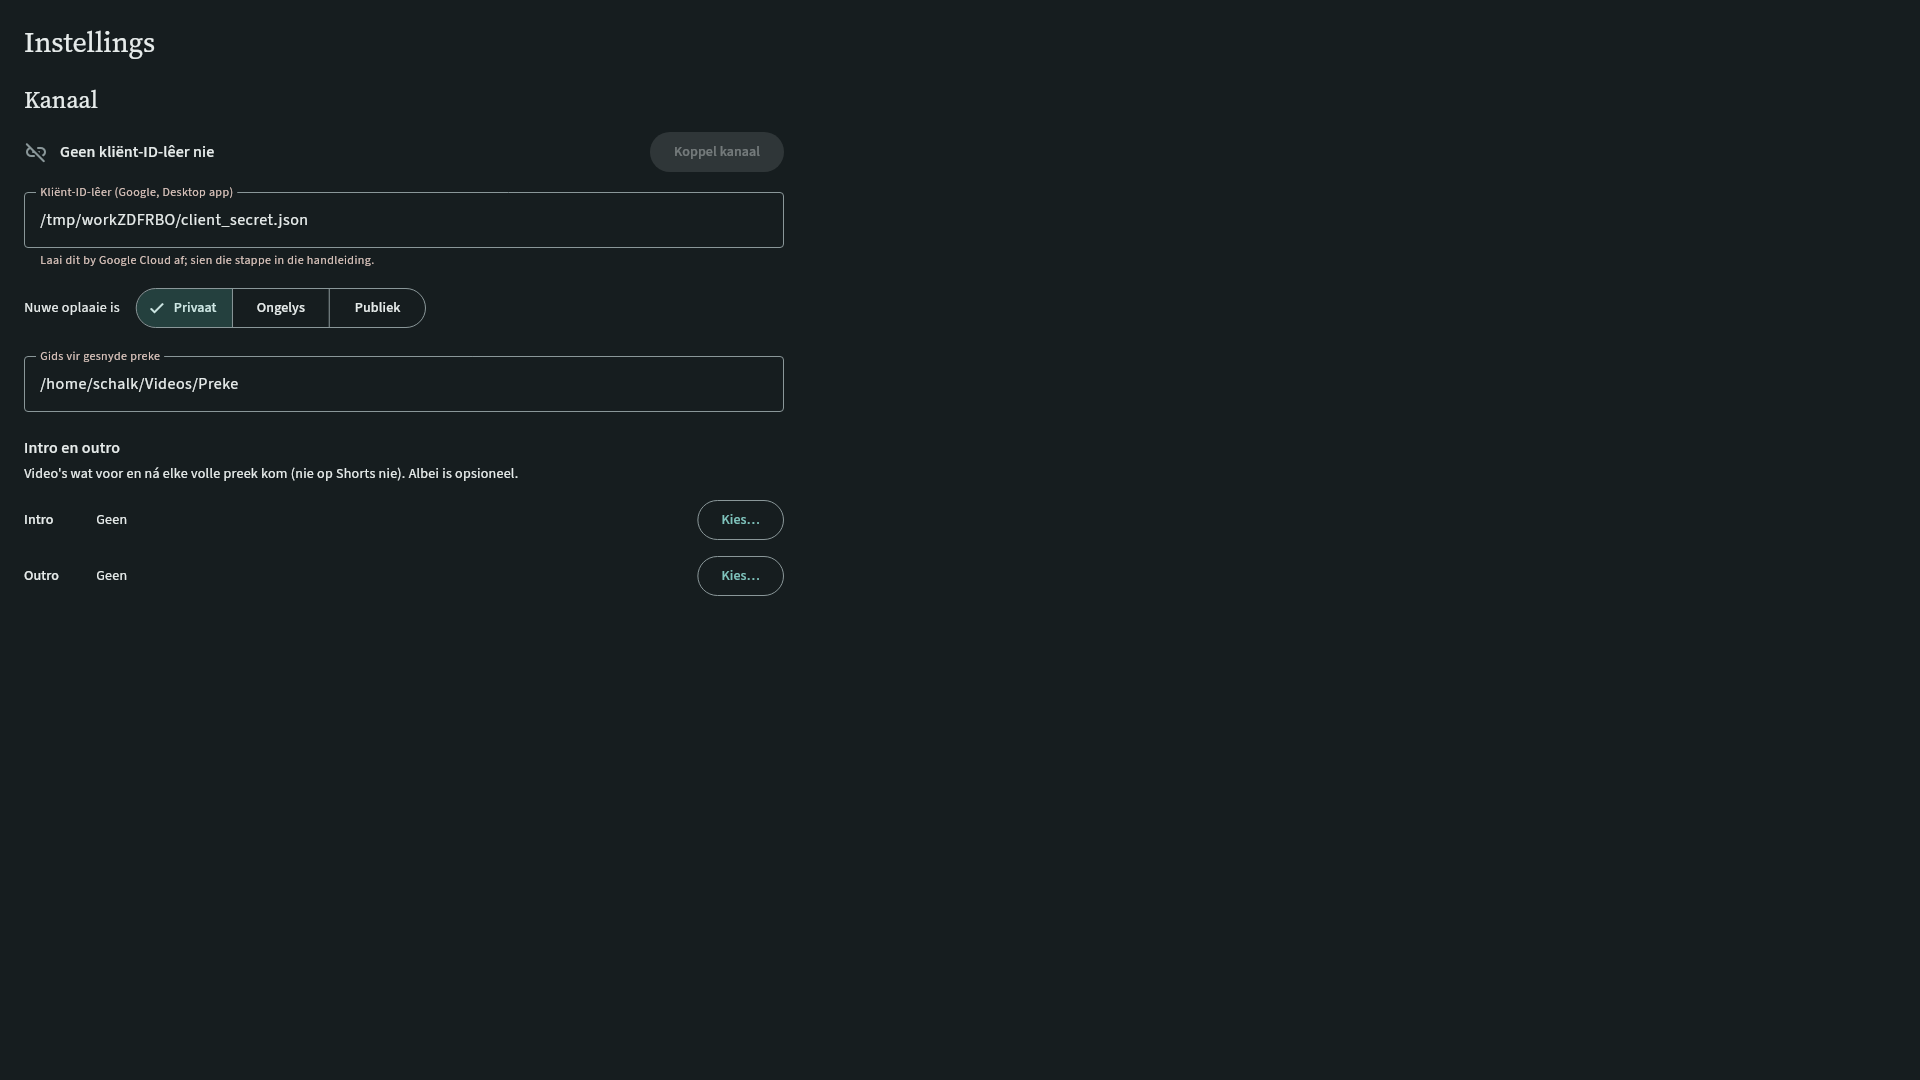 Instellings
Kanaal
Geen kliënt-ID-lêer nie
Koppel kanaal
Kliënt-ID-lêer (Google, Desktop app)
/tmp/workZDFRBO/client_secret.json
Laai dit by Google Cloud af; sien die stappe in die handleiding.
Nuwe oplaaie is
Privaat
Ongelys
Publiek
Gids vir gesnyde preke
/home/schalk/Videos/Preke
Intro en outro
Video's wat voor en ná elke volle preek kom (nie op Shorts nie). Albei is opsioneel.
Intro
Geen
Kies…
Outro
Geen
Kies…